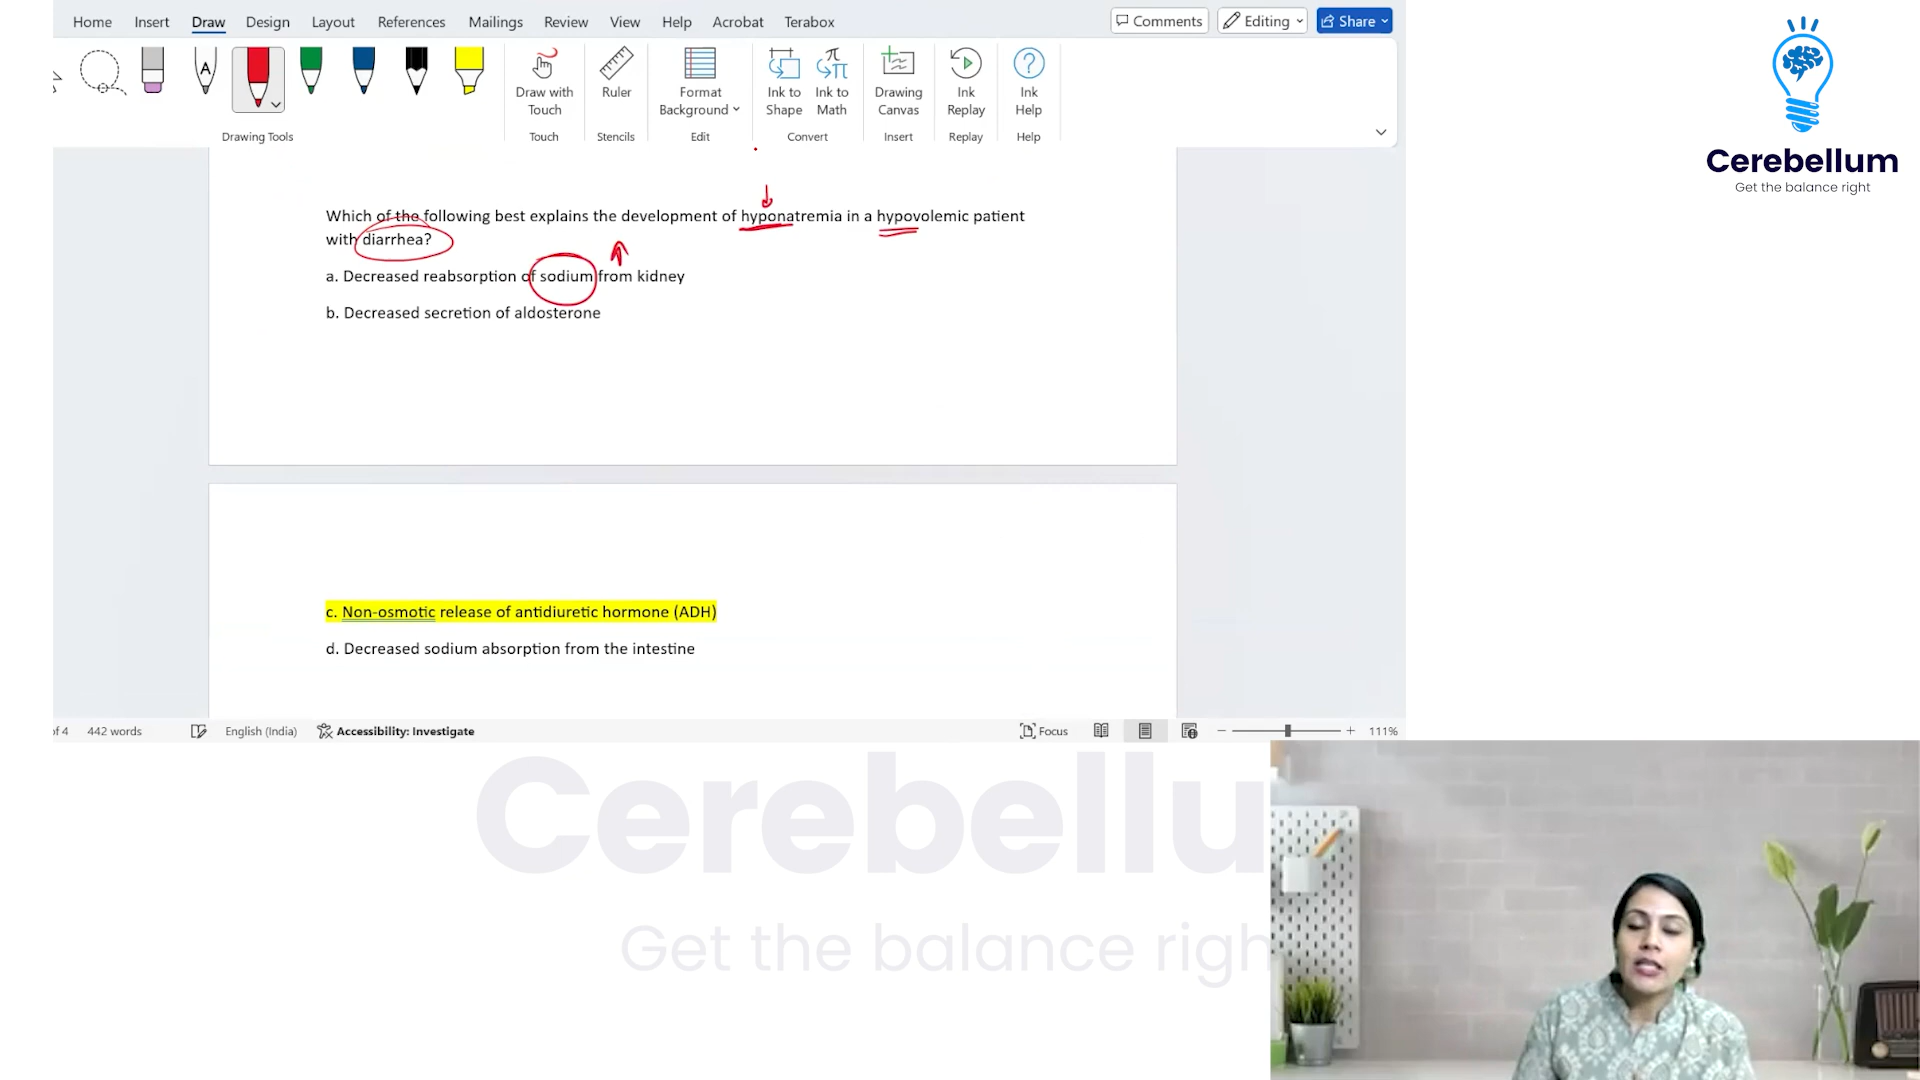 Home Insert Draw Design Layout References Mailings Review View Help Acrobat Terabox Comments Editing Share
A
Draw with Touch
Ruler
Format Background
Ink to Shape
Ink to Math
Drawing Canvas
Ink Replay
Ink Help
Drawing Tools Touch Stencils Edit Convert Insert Replay Help
Cerebellum
Get the balance right
Which of the following best explains the development of hyponatremia in a hypovolemic patient
with diarrhea?
a. Decreased reabsorption of sodium from kidney
b. Decreased secretion of aldosterone
c. Non-osmotic release of antidiuretic hormone (ADH)
d. Decreased sodium absorption from the intestine
of 4 442 words English (India) Accessibility: Investigate Focus 111%
Cerebellu
Get the balance righ